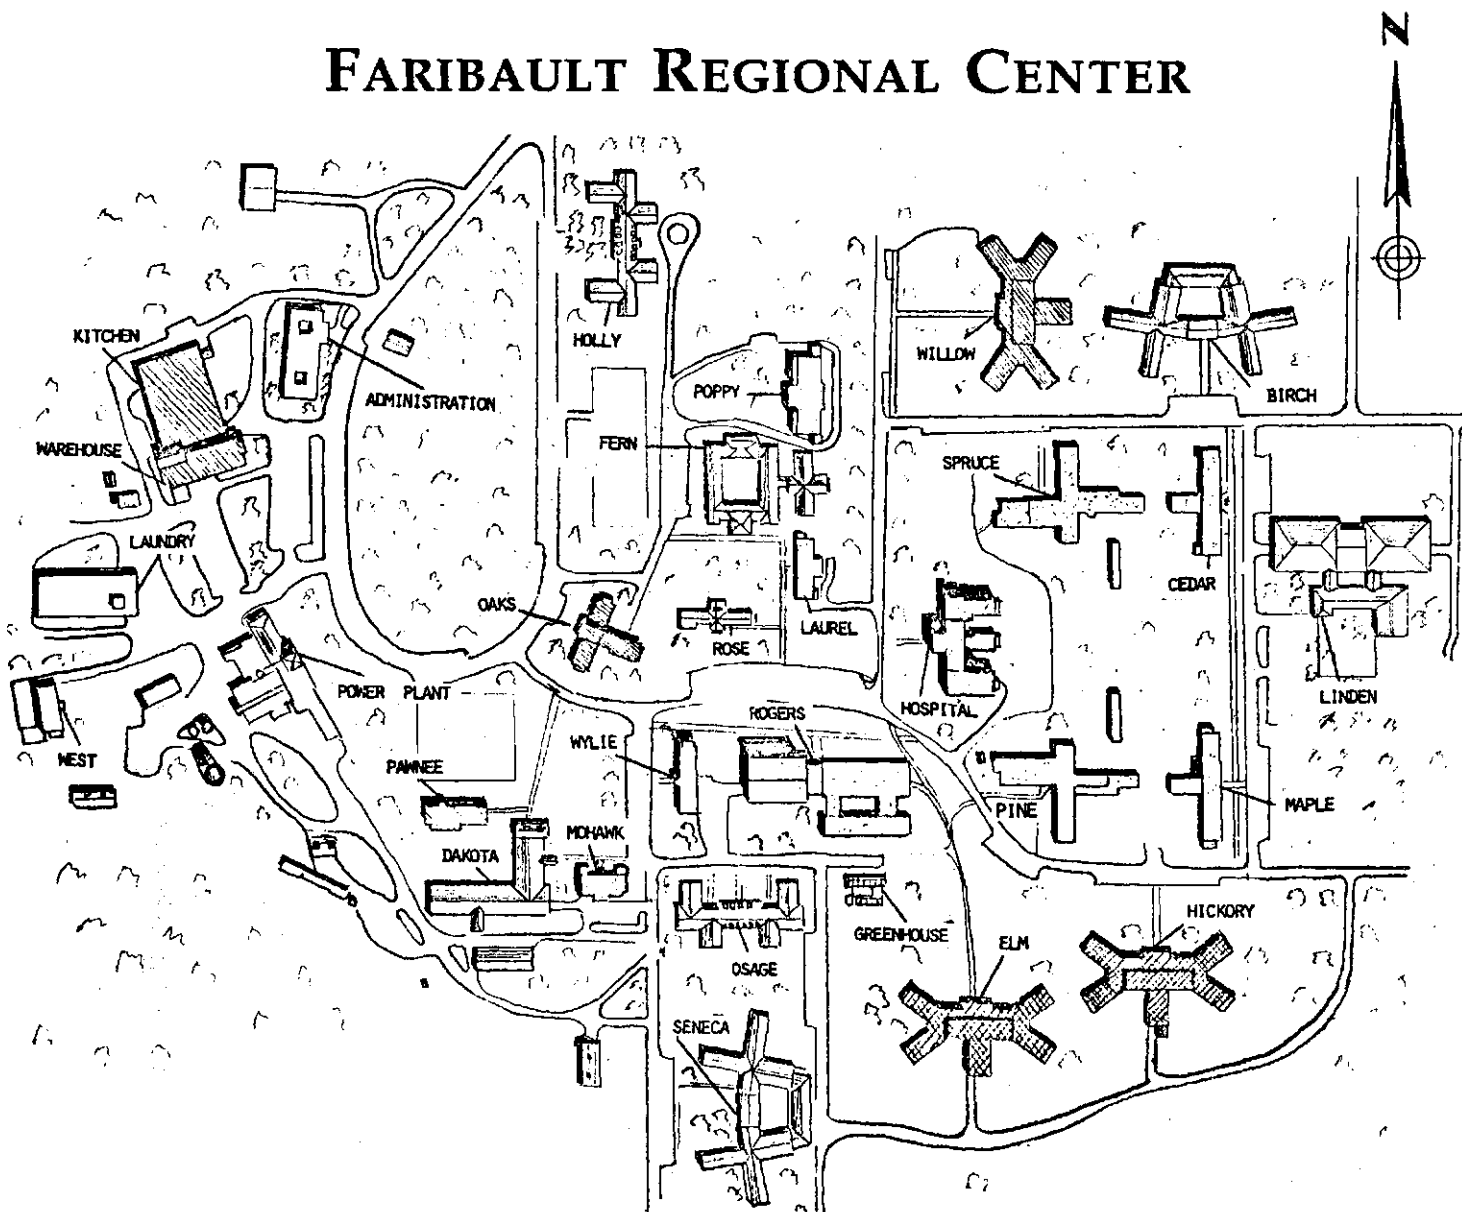 N
FARIBAULT REGIONAL CENTER
KITCHEN
HOLLY
WILLOW
BIRCH
ADMINISTRATION
POPPY
WAREHOUSE
FERN
SPRUCE
LAUNDRY
CEDAR
OAKS
LAUREL
ROSE
POWER PLANT
HOSPITAL
LINDEN
ROGERS
WYLIE
WEST
PAWNEE
PINE
MAPLE
MOHAWK
DAKOTA
HICKORY
GREENHOUSE
ELM
OSAGE
SENECA